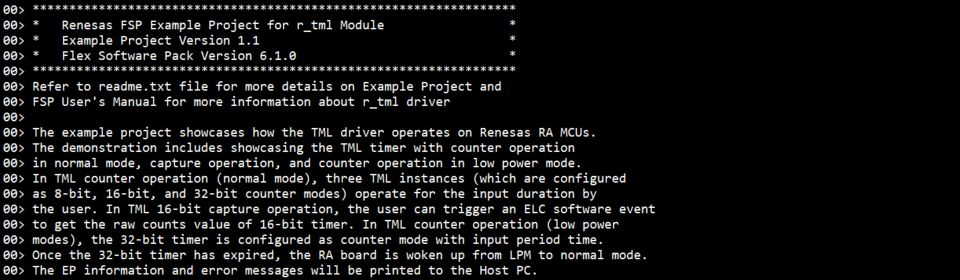 00> ****************************************************************
00> *   Renesas FSP Example Project for r_tml Module                 *
00> *   Example Project Version 1.1                                  *
00> *   Flex Software Pack Version 6.1.0                             *
00> ****************************************************************
00> Refer to readme.txt file for more details on Example Project and
00> FSP User's Manual for more information about r_tml driver
00>
00> The example project showcases how the TML driver operates on Renesas RA MCUs.
00> The demonstration includes showcasing the TML timer with counter operation
00> in normal mode, capture operation, and counter operation in low power mode.
00> In TML counter operation (normal mode), three TML instances (which are configured
00> as 8-bit, 16-bit, and 32-bit counter modes) operate for the input duration by
00> the user. In TML 16-bit capture operation, the user can trigger an ELC software event
00> to get the raw counts value of 16-bit timer. In TML counter operation (low power
00> modes), the 32-bit timer is configured as counter mode with input period time.
00> Once the 32-bit timer has expired, the RA board is woken up from LPM to normal mode.
00> The EP information and error messages will be printed to the Host PC.